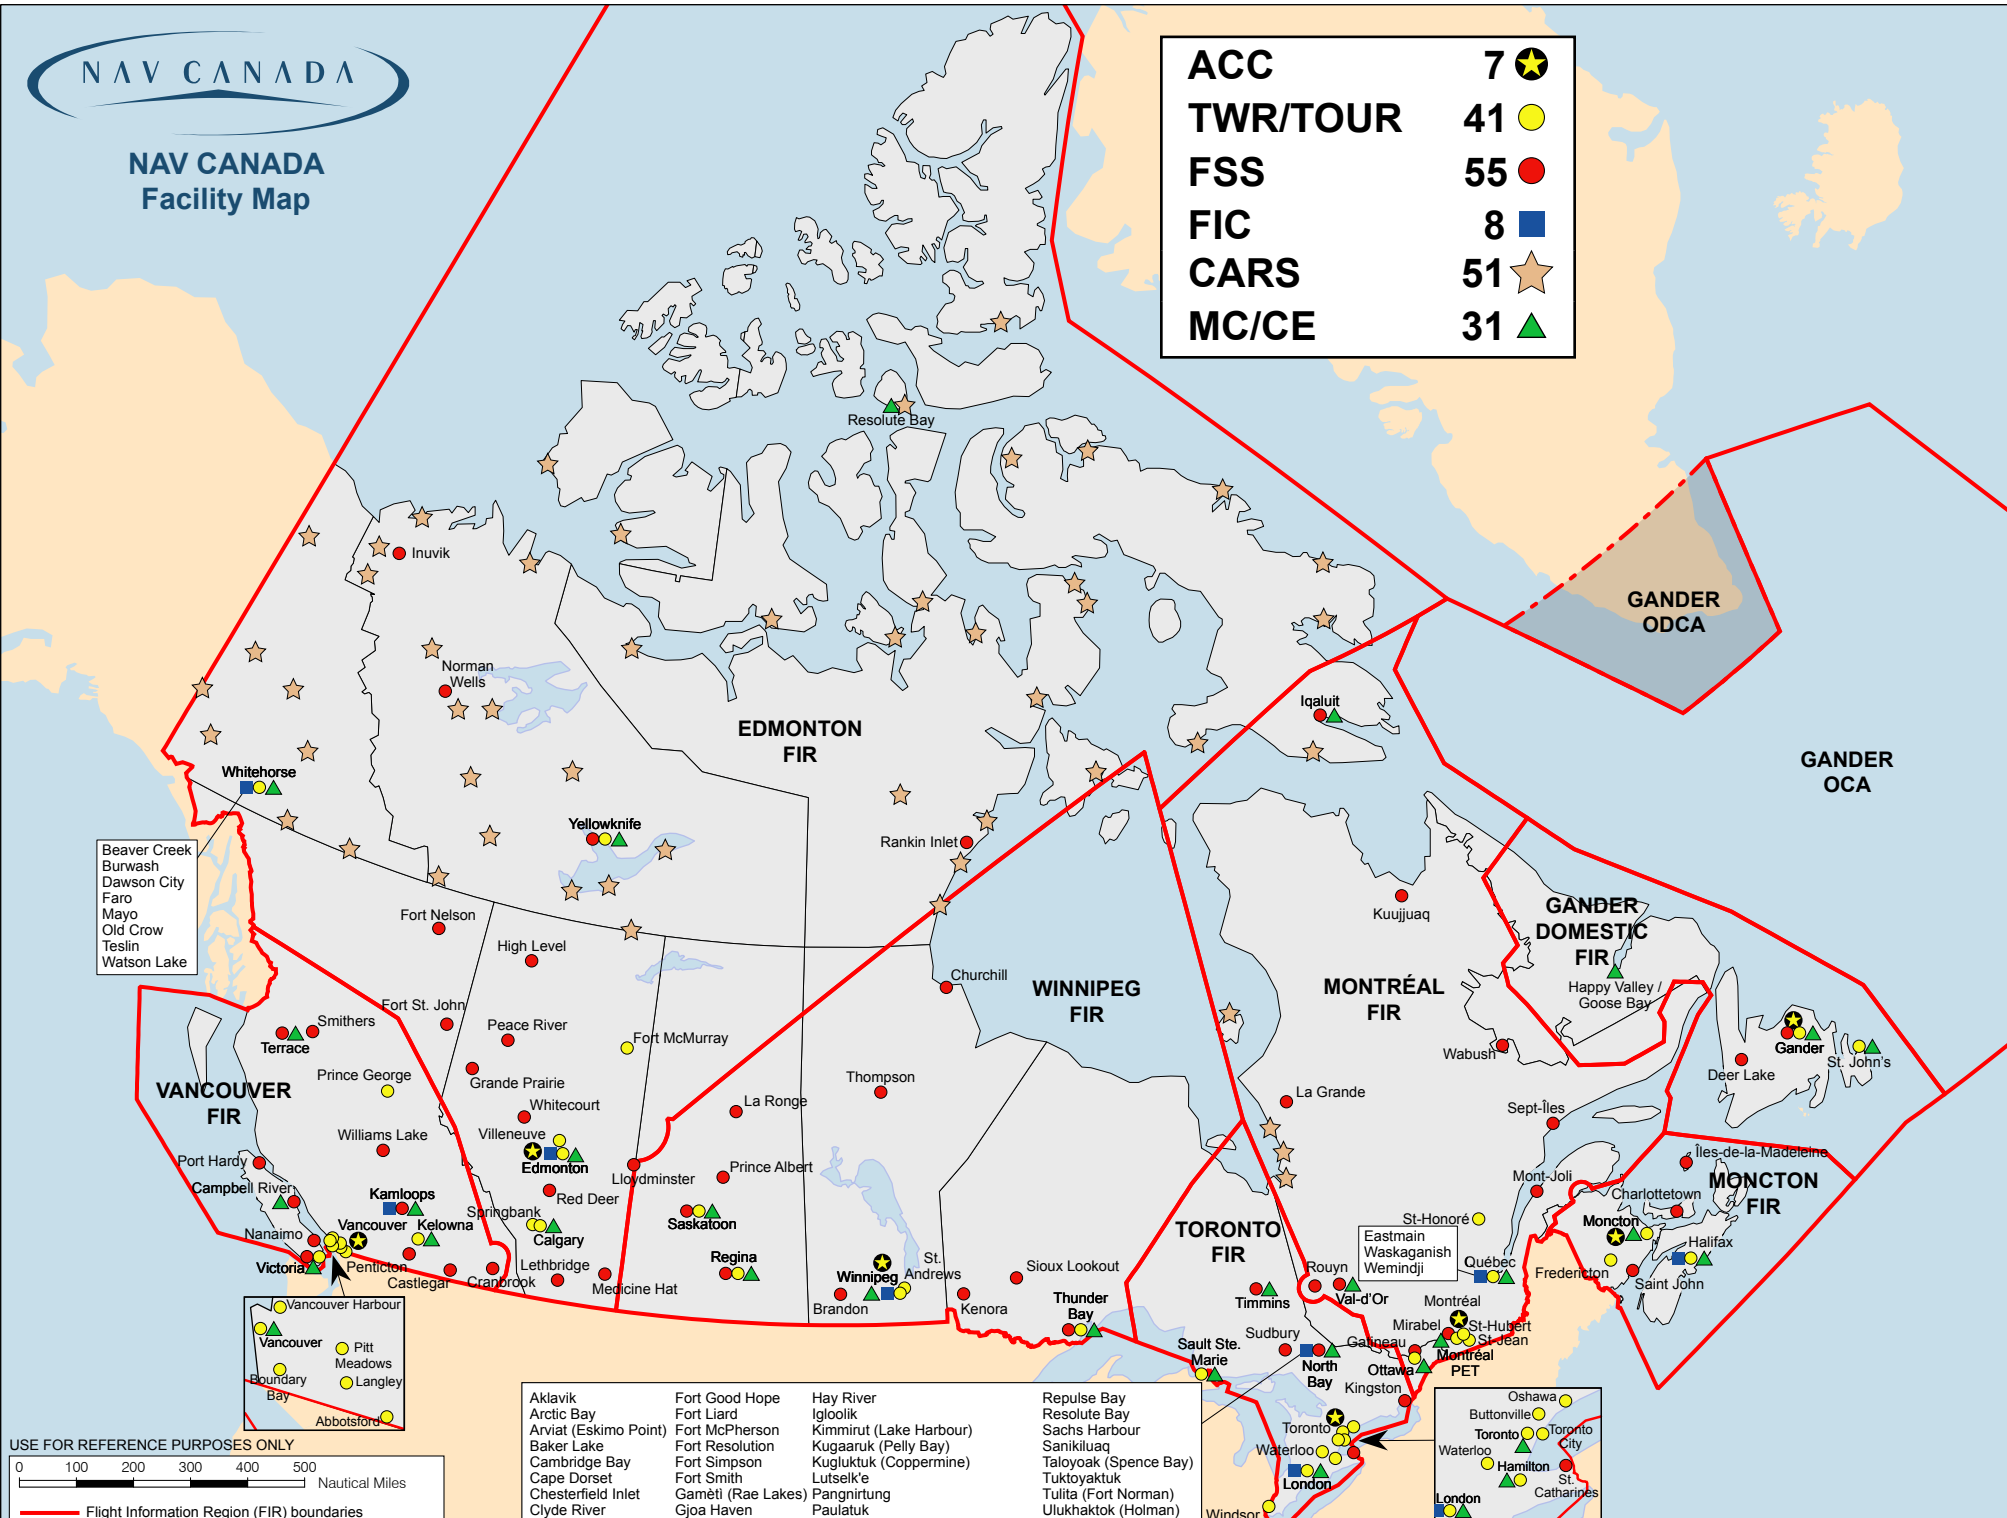 NAV CANADA
NAV CANADA
Facility Map
ACC 7
TWR/TOUR 41
FSS 55
FIC 8
CARS 51
MC/CE 31
Resolute Bay
Inuvik
Norman
Wells
EDMONTON
FIR
GANDER
ODCA
GANDER
OCA
Iqaluit
Whitehorse
Yellowknife
Rankin Inlet
Beaver Creek
Burwash
Dawson City
Faro
Mayo
Old Crow
Teslin
Watson Lake
Fort Nelson
High Level
Kuujjuaq
GANDER
DOMESTIC
FIR
Happy Valley /
Goose Bay
Churchill
WINNIPEG
FIR
MONTRÉAL
FIR
Fort St. John
Smithers
Terrace
Peace River
Fort McMurray
Wabush
Gander
St. John's
Deer Lake
VANCOUVER
FIR
Prince George
Grande Prairie
Whitecourt
Thompson
La Ronge
La Grande
Sept-Îles
Williams Lake
Villeneuve
Edmonton
Port Hardy
Lloydminster
Prince Albert
Îles-de-la-Madeleine
Campbell River
Kamloops
Red Deer
Mont-Joli
Charlottetown
MONCTON
FIR
Springbank
Calgary
Saskatoon
TORONTO
FIR
St-Honoré
Moncton
Nanaimo
Vancouver
Kelowna
Eastmain
Waskaganish
Wemindji
Québec
Halifax
Victoria
Penticton
Castlegar
Cranbrook
Lethbridge
Medicine Hat
Regina
Winnipeg
St.
Andrews
Brandon
Sioux Lookout
Kenora
Thunder
Bay
Timmins
Rouyn
Val-d'Or
Fredericton
Saint John
Montréal
Mirabel
St-Hubert
St-Jean
Montréal
PET
Sudbury
Gatineau
Sault Ste.
Marie
North
Bay
Ottawa
Kingston
Toronto
Waterloo
London
Windsor
Vancouver Harbour
Vancouver
Pitt
Meadows
Boundary
Bay
Langley
Abbotsford
Oshawa
Buttonville
Toronto
Toronto
City
Waterloo
Hamilton
St.
Catharines
London
Aklavik
Arctic Bay
Arviat (Eskimo Point)
Baker Lake
Cambridge Bay
Cape Dorset
Chesterfield Inlet
Clyde River
Fort Good Hope
Fort Liard
Fort McPherson
Fort Resolution
Fort Simpson
Fort Smith
Gamètì (Rae Lakes)
Gjoa Haven
Hay River
Igloolik
Kimmirut (Lake Harbour)
Kugaaruk (Pelly Bay)
Kugluktuk (Coppermine)
Lutselk'e
Pangnirtung
Paulatuk
Repulse Bay
Resolute Bay
Sachs Harbour
Sanikiluaq
Taloyoak (Spence Bay)
Tuktoyaktuk
Tulita (Fort Norman)
Ulukhaktok (Holman)
USE FOR REFERENCE PURPOSES ONLY
0 100 200 300 400 500
Nautical Miles
Flight Information Region (FIR) boundaries